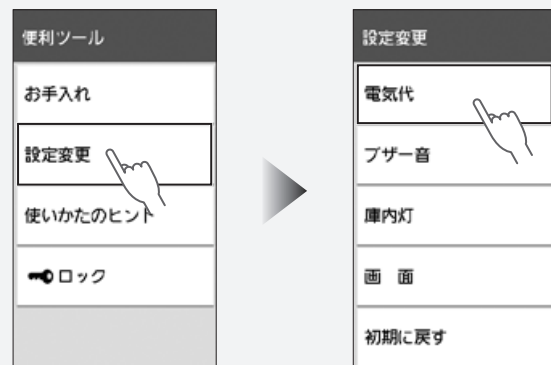 便利ツール
お手入れ
設定変更
使いかたのヒント
ロック
設定変更
電気代
ブザー音
庫内灯
画 面
初期に戻す